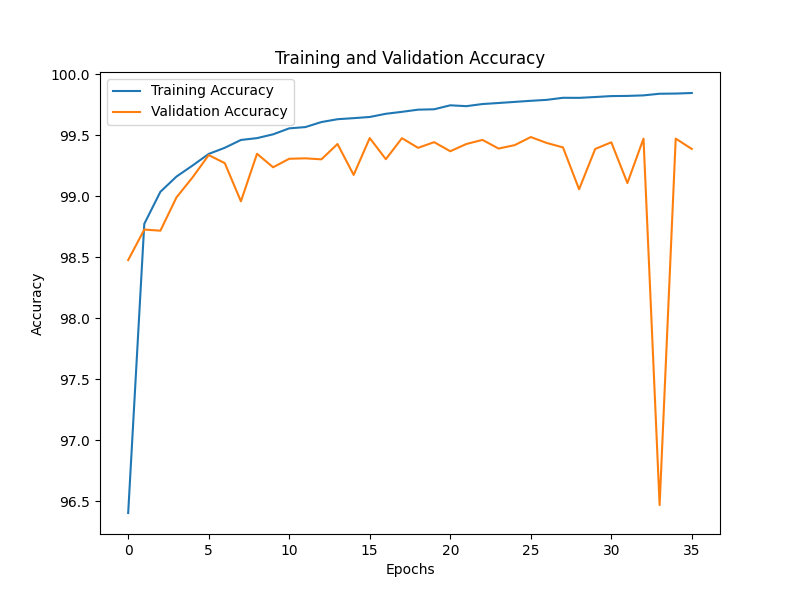 Training and Validation Accuracy
Training Accuracy
Validation Accuracy
100.0
99.5
99.0
98.5
98.0
97.5
97.0
96.5
Accuracy
0 5 10 15 20 25 30 35
Epochs